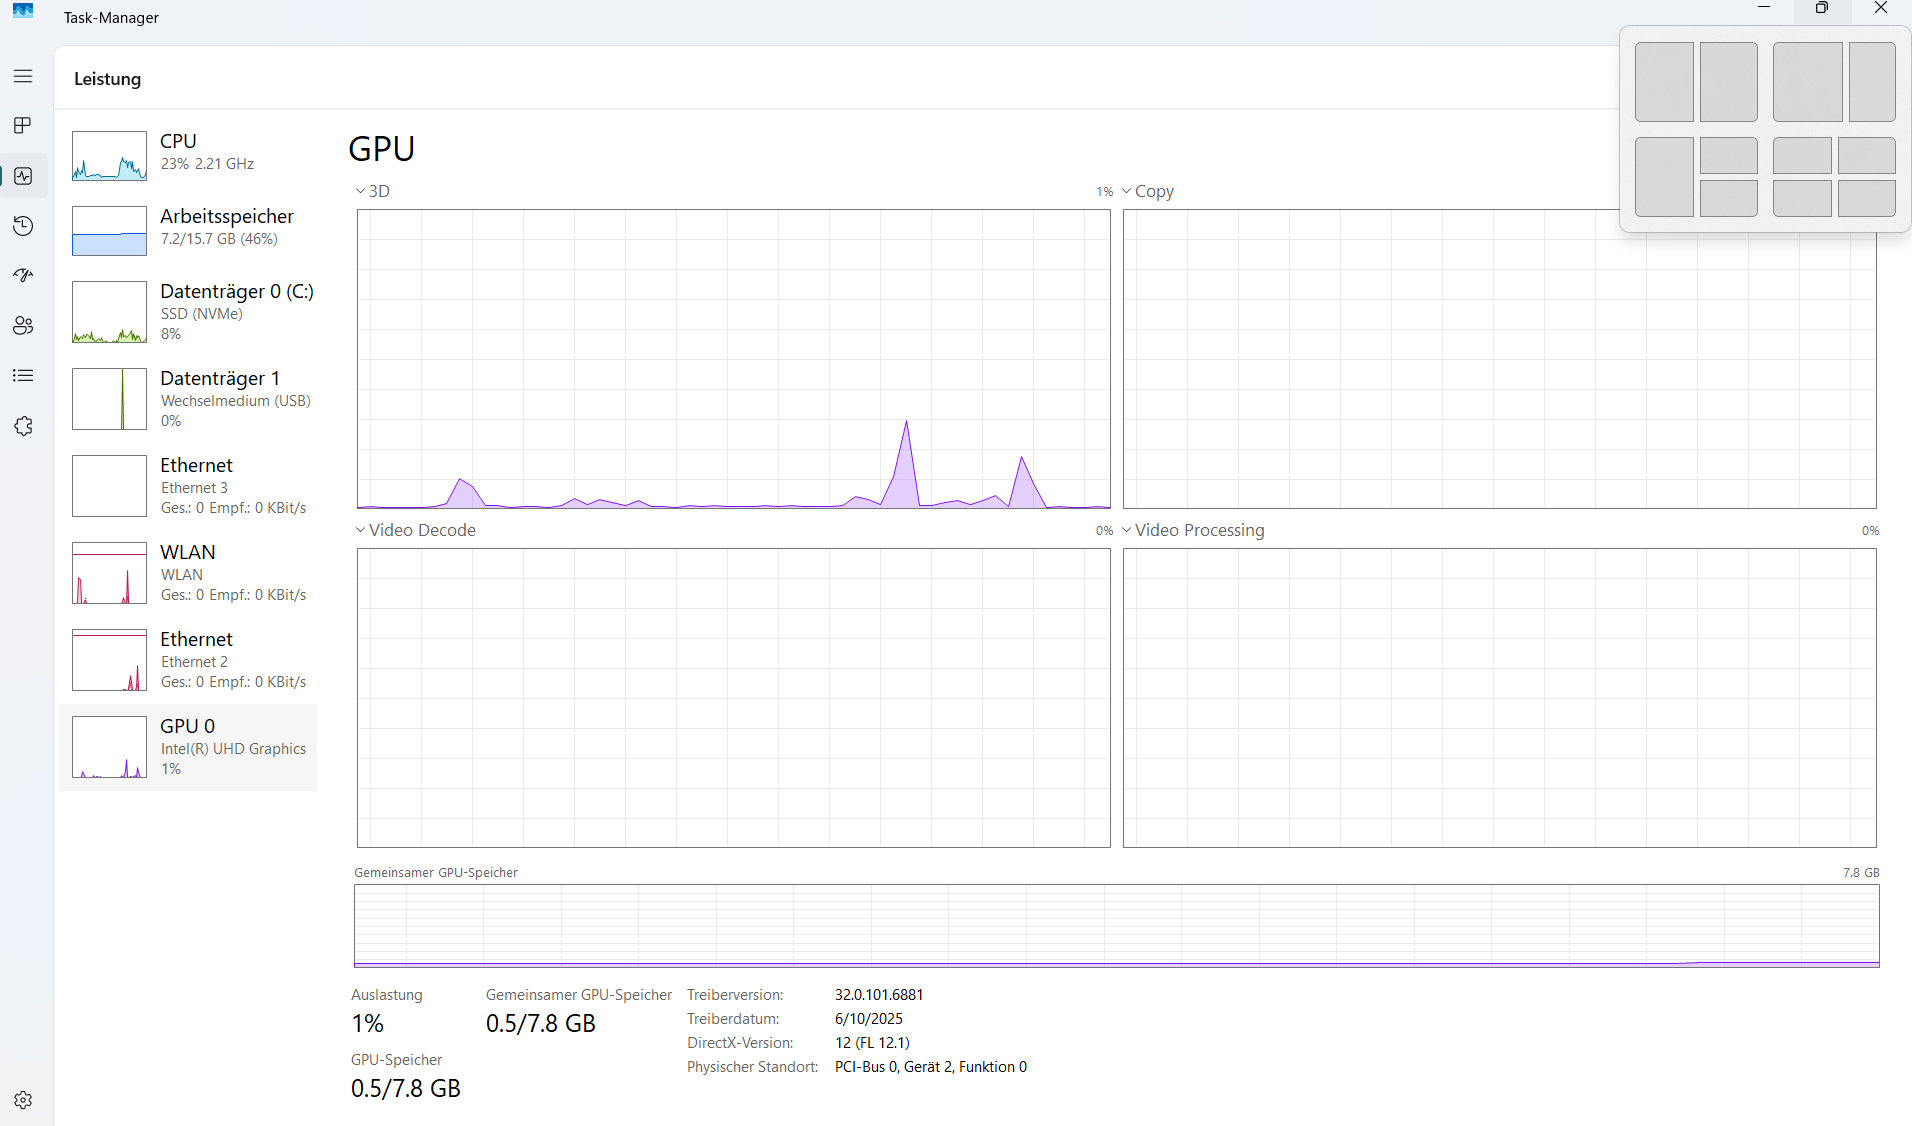 Task-Manager
Leistung
CPU
23% 2.21 GHz
Arbeitsspeicher
7.2/15.7 GB (46%)
Datenträger 0 (C:)
SSD (NVMe)
8%
Datenträger 1
Wechselmedium (USB)
0%
Ethernet
Ethernet 3
Ges.: 0 Empf.: 0 KBit/s
WLAN
WLAN
Ges.: 0 Empf.: 0 KBit/s
Ethernet
Ethernet 2
Ges.: 0 Empf.: 0 KBit/s
GPU 0
Intel(R) UHD Graphics
1%
GPU
3D 1%
Copy
Video Decode 0%
Video Processing 0%
Gemeinsamer GPU-Speicher 7.8 GB
Auslastung
1%
Gemeinsamer GPU-Speicher
0.5/7.8 GB
GPU-Speicher
0.5/7.8 GB
Treiberversion: 32.0.101.6881
Treiberdatum: 6/10/2025
DirectX-Version: 12 (FL 12.1)
Physischer Standort: PCI-Bus 0, Gerät 2, Funktion 0